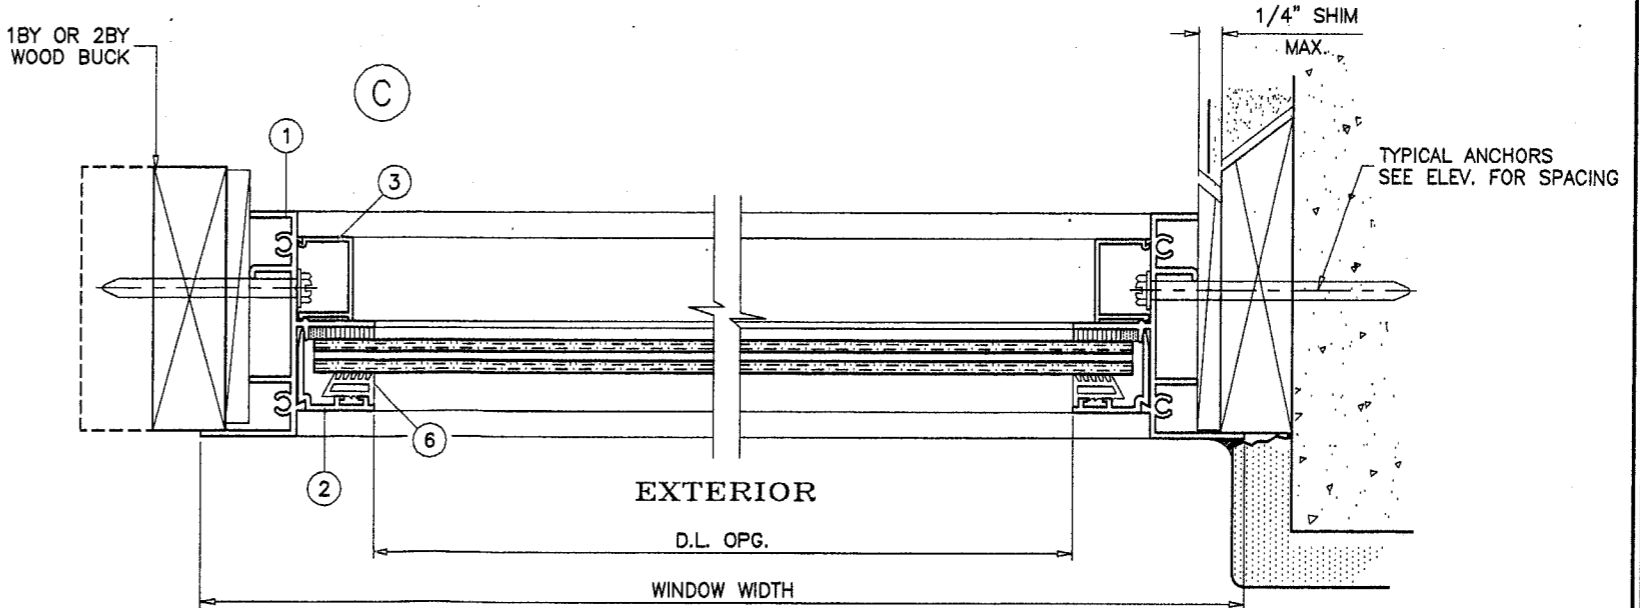 1/4" SHIM
MAX.
1BY OR 2BY
WOOD BUCK
C
1
3
TYPICAL ANCHORS
SEE ELEV. FOR SPACING
6
2
EXTERIOR
D.L. OPG.
WINDOW WIDTH